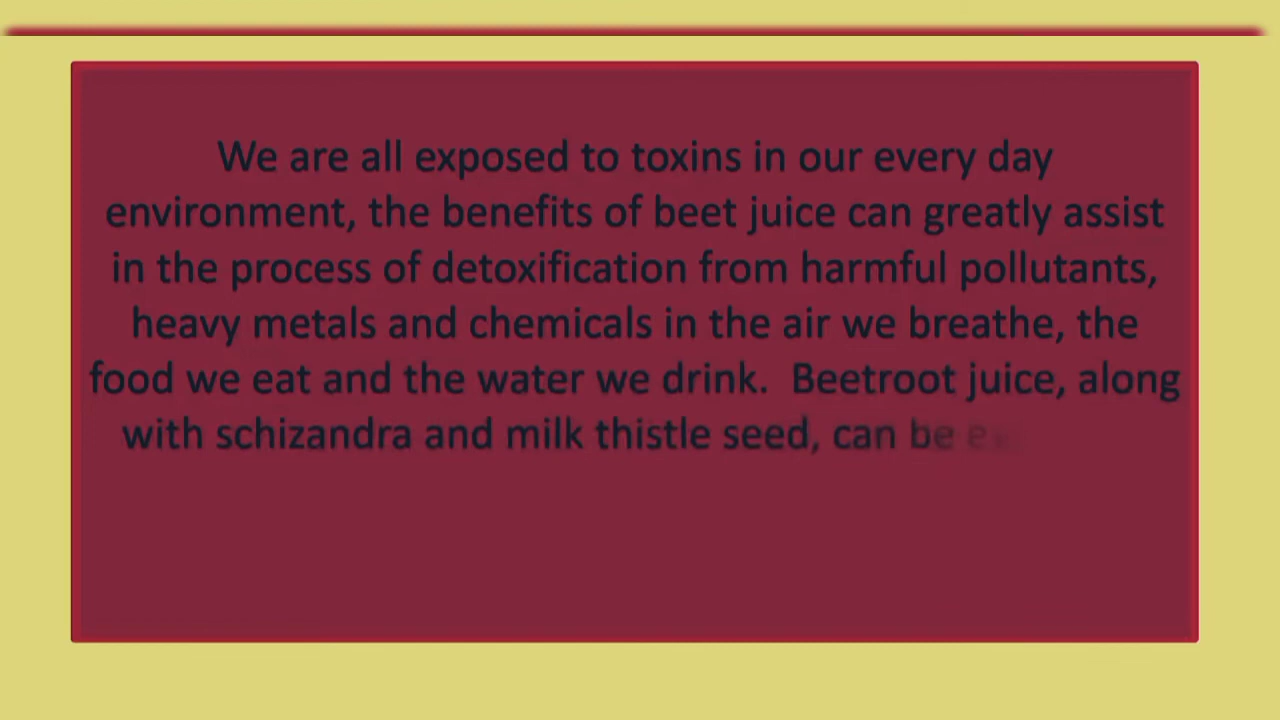 We are all exposed to toxins in our every day
environment, the benefits of beet juice can greatly assist
in the process of detoxification from harmful pollutants,
heavy metals and chemicals in the air we breathe, the
food we eat and the water we drink. Beetroot juice, along
with schizandra and milk thistle seed, can be